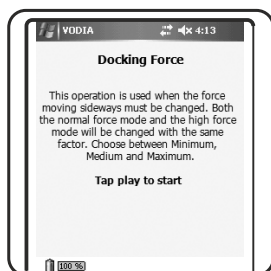 VODIA 4:13
Docking Force
This operation is used when the force
moving sideways must be changed. Both
the normal force mode and the high force
mode will be changed with the same
factor. Choose between Minimum,
Medium and Maximum.
Tap play to start
100 %